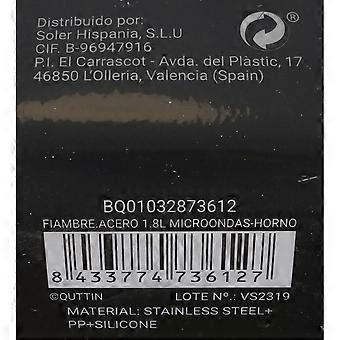 Distribuido por:
Soler Hispania, S.L.U
CIF. B-96947916
P.I. El Carrascot - Avda. del Plàstic, 17
46850 L'Olleria, Valencia (Spain)
BQ01032873612
FIAMBRE.ACERO 1.8L MICROONDAS-HORNO
8 433774 736127
©QUTTIN LOTE Nº: VS2319
MATERIAL: STAINLESS STEEL+
PP+SILICONE